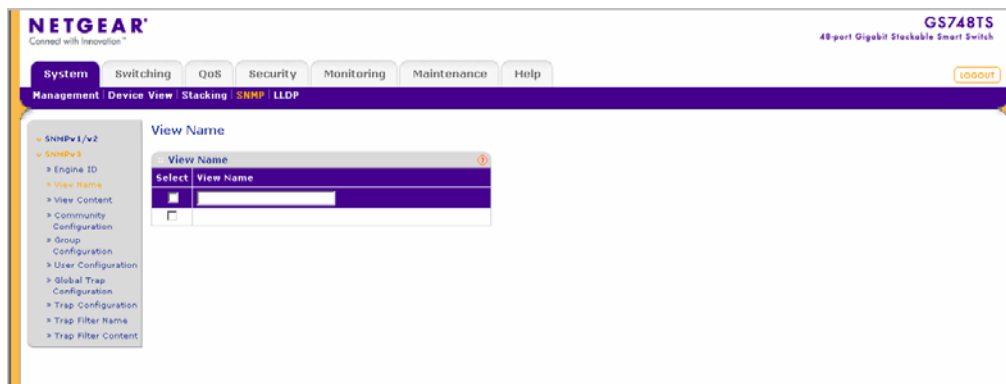 NETGEAR®
Connect with Innovation™
GS748TS
48-port Gigabit Stackable Smart Switch
System Switching QoS Security Monitoring Maintenance Help
LOGOUT
Management Device View Stacking SNMP LLDP
SNMPv1/v2
SNMPv3
» Engine ID
» View Name
» View Content
» Community
Configuration
» Group
Configuration
» User Configuration
» Global Trap
Configuration
» Trap Configuration
» Trap Filter Name
» Trap Filter Content
View Name
View Name
Select View Name